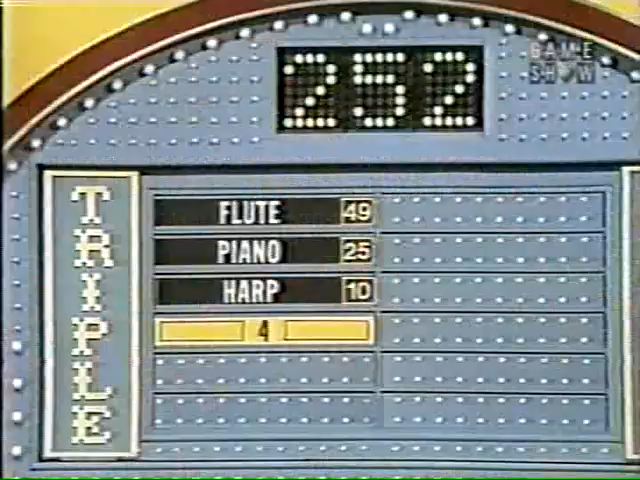 252
GAME
SHOW
TRIPLE
FLUTE 49
PIANO 25
HARP 10
4